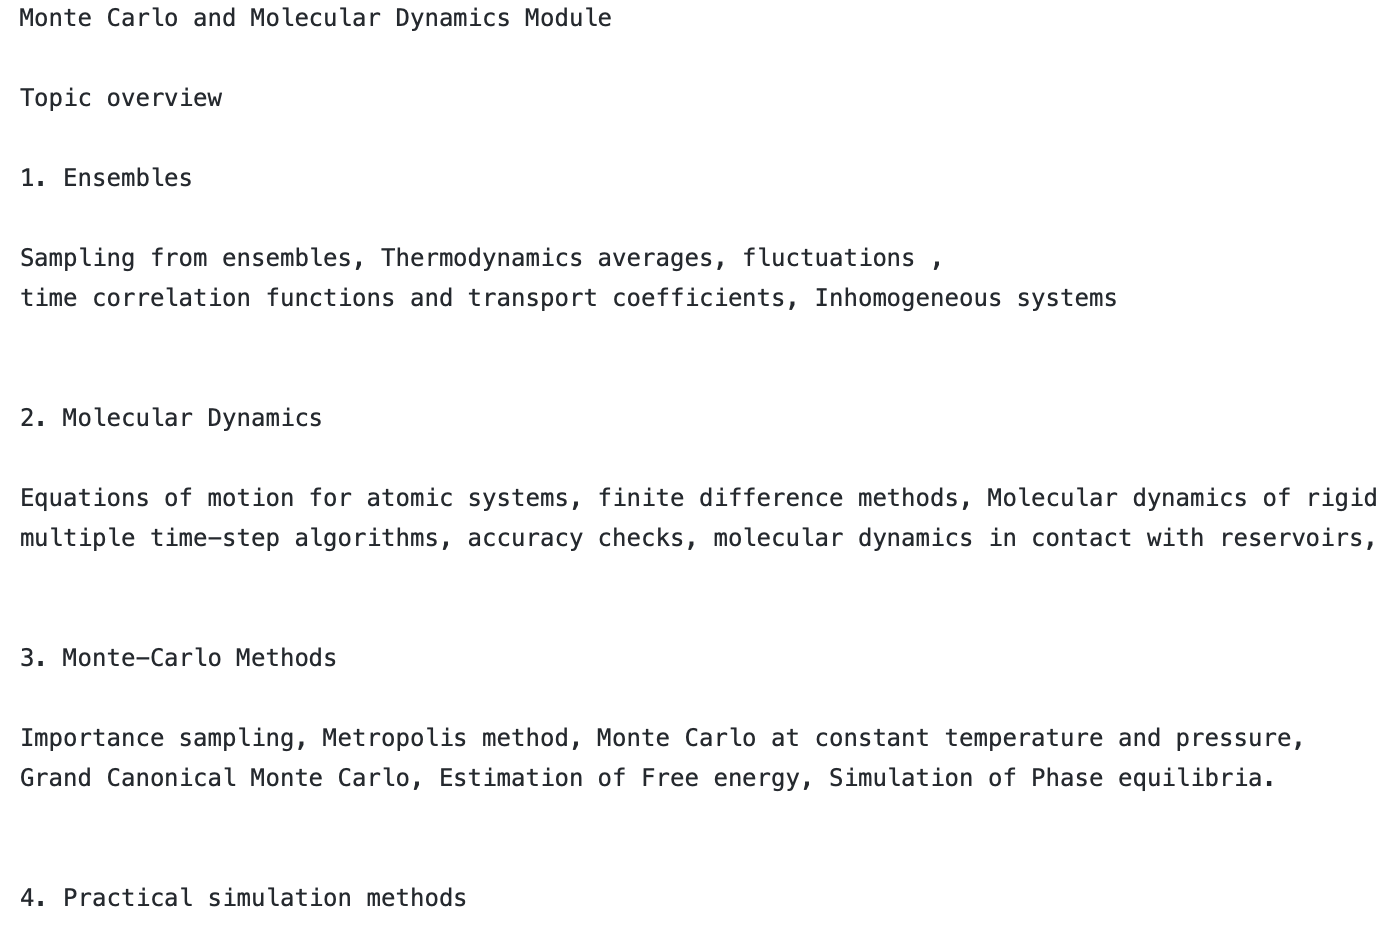 Monte Carlo and Molecular Dynamics Module
Topic overview
1. Ensembles
Sampling from ensembles, Thermodynamics averages, fluctuations ,
time correlation functions and transport coefficients, Inhomogeneous systems
2. Molecular Dynamics
Equations of motion for atomic systems, finite difference methods, Molecular dynamics of rigid
multiple time-step algorithms, accuracy checks, molecular dynamics in contact with reservoirs,
3. Monte-Carlo Methods
Importance sampling, Metropolis method, Monte Carlo at constant temperature and pressure,
Grand Canonical Monte Carlo, Estimation of Free energy, Simulation of Phase equilibria.
4. Practical simulation methods